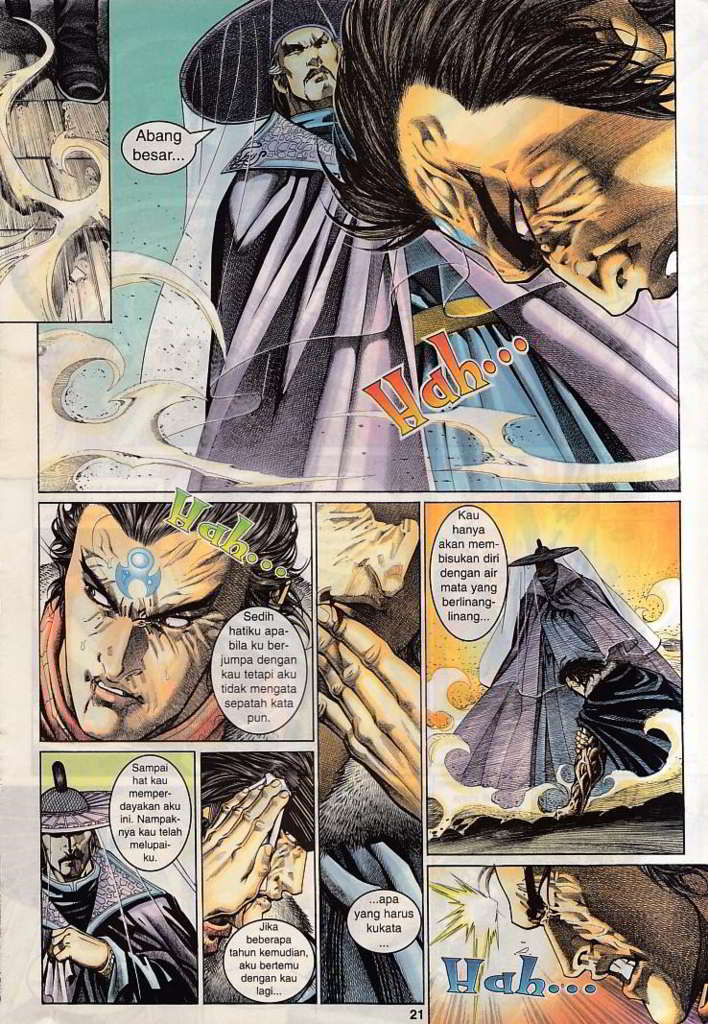 Abang
besar...
Hah...
Hah...
Sedih
hatiku apa-
bila ku ber-
jumpa dengan
kau tetapi aku
tidak mengata
sepatah kata
pun.
Kau
hanya
akan mem-
bisukan diri
dengan air
mata yang
berlinang-
linang...
Sampai
hat kau
memper-
dayakan aku
ini. Nampak-
nya kau telah
melupai-
ku.
Jika
beberapa
tahun kemudian,
aku bertemu
dengan kau
lagi...
...apa
yang harus
kukata
...
Hah...
21